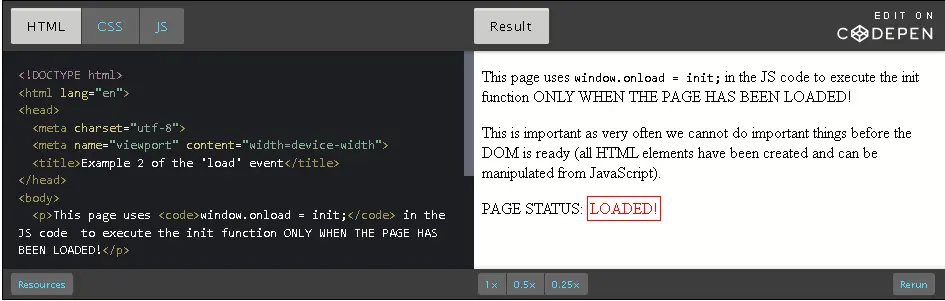 HTML CSS JS
Result
EDIT ON
CODEPEN
<!DOCTYPE html>
<html lang="en">
<head>
<meta charset="utf-8">
<meta name="viewport" content="width=device-width">
<title>Example 2 of the 'load' event</title>
</head>
<body>
<p>This page uses <code>window.onload = init;</code> in the
JS code  to execute the init function ONLY WHEN THE PAGE HAS
BEEN LOADED!</p>
This page uses window.onload = init; in the JS code to execute the init
function ONLY WHEN THE PAGE HAS BEEN LOADED!
This is important as very often we cannot do important things before the
DOM is ready (all HTML elements have been created and can be
manipulated from JavaScript).
PAGE STATUS: LOADED!
Resources
1× 0.5× 0.25×
Rerun